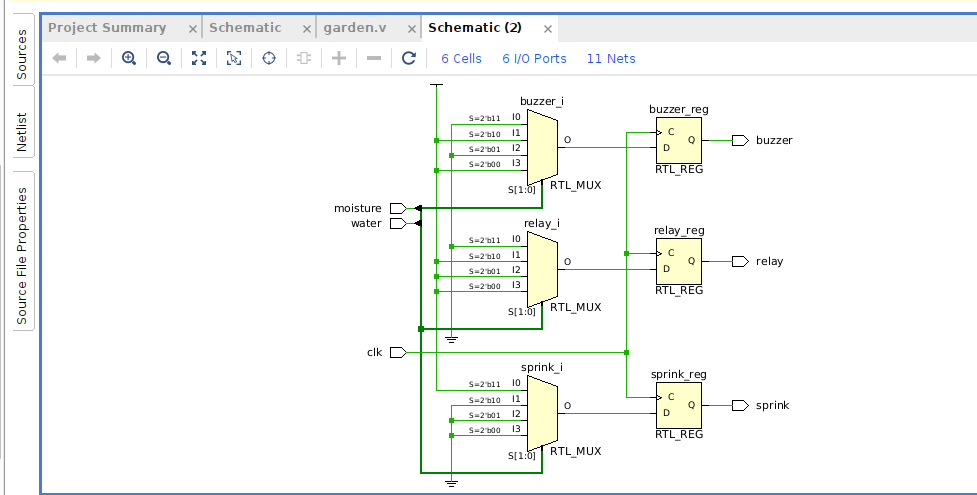 Project Summary × Schematic × garden.v × Schematic (2) ×
6 Cells 6 I/O Ports 11 Nets
Sources
Netlist
Source File Properties
buzzer_i
S=2'b11 I0
S=2'b10 I1
S=2'b01 I2
S=2'b00 I3
O
S[1:0]
RTL_MUX
buzzer_reg
C
D
Q
RTL_REG
buzzer
moisture
water
relay_i
S=2'b11 I0
S=2'b10 I1
S=2'b01 I2
S=2'b00 I3
O
S[1:0]
RTL_MUX
relay_reg
C
D
Q
RTL_REG
relay
clk
sprink_i
S=2'b11 I0
S=2'b10 I1
S=2'b01 I2
S=2'b00 I3
O
S[1:0]
RTL_MUX
sprink_reg
C
D
Q
RTL_REG
sprink